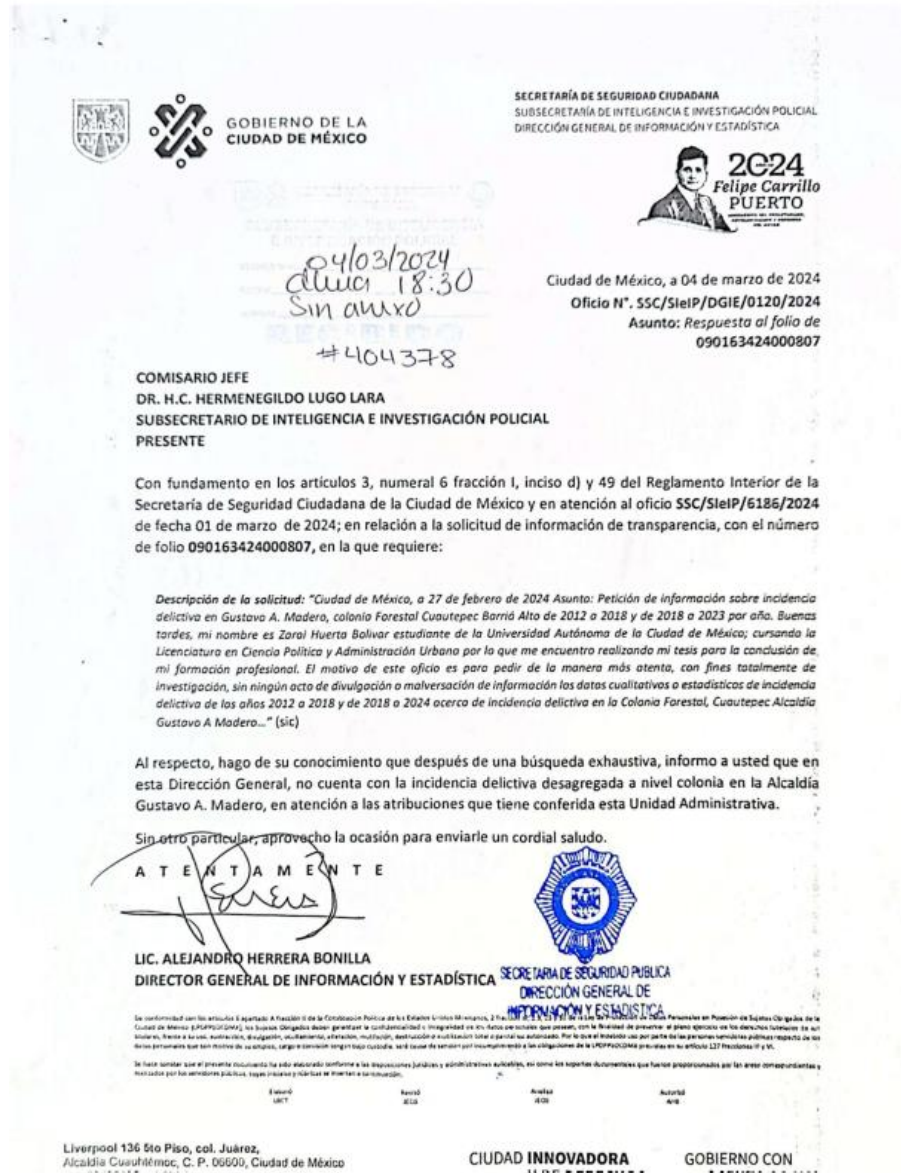 GOBIERNO DE LA
CIUDAD DE MÉXICO
SECRETARÍA DE SEGURIDAD CIUDADANA
SUBSECRETARÍA DE INTELIGENCIA E INVESTIGACIÓN POLICIAL
DIRECCIÓN GENERAL DE INFORMACIÓN Y ESTADÍSTICA
2024
Felipe Carrillo
PUERTO
04/03/2024
18:30
Sin anexo
#404378
Ciudad de México, a 04 de marzo de 2024
Oficio N°. SSC/SIeIP/DGIE/0120/2024
Asunto: Respuesta al folio de
090163424000807
COMISARIO JEFE
DR. H.C. HERMENEGILDO LUGO LARA
SUBSECRETARIO DE INTELIGENCIA E INVESTIGACIÓN POLICIAL
PRESENTE
Con fundamento en los artículos 3, numeral 6 fracción I, inciso d) y 49 del Reglamento Interior de la
Secretaría de Seguridad Ciudadana de la Ciudad de México y en atención al oficio SSC/SIeIP/6186/2024
de fecha 01 de marzo de 2024; en relación a la solicitud de información de transparencia, con el número
de folio 090163424000807, en la que requiere:
Descripción de la solicitud: "Ciudad de México, a 27 de febrero de 2024 Asunto: Petición de información sobre incidencia
delictiva en Gustavo A. Madero, colonia Forestal Cuautepec Barrió Alto de 2012 a 2018 y de 2018 a 2023 por año. Buenas
tardes, mi nombre es Zaraí Huerta Bolivar estudiante de la Universidad Autónoma de la Ciudad de México; cursando la
Licenciatura en Ciencia Política y Administración Urbano por lo que me encuentro realizando mi tesis para la conclusión de
mi formación profesional. El motivo de este oficio es para pedir de la manera más atenta, con fines totalmente de
investigación, sin ningún acto de divulgación o malversación de información los datos cualitativos o estadísticos de incidencia
delictiva de los años 2012 a 2018 y de 2018 a 2024 acerca de incidencia delictiva en la Colonia Forestal, Cuautepec Alcaldía
Gustavo A Madero..." (sic)
Al respecto, hago de su conocimiento que después de una búsqueda exhaustiva, informo a usted que en
esta Dirección General, no cuenta con la incidencia delictiva desagregada a nivel colonia en la Alcaldía
Gustavo A. Madero, en atención a las atribuciones que tiene conferida esta Unidad Administrativa.
Sin otro particular, aprovecho la ocasión para enviarle un cordial saludo.
A T E N T A M E N T E
LIC. ALEJANDRO HERRERA BONILLA
DIRECTOR GENERAL DE INFORMACIÓN Y ESTADÍSTICA
SECRETARIA DE SEGURIDAD PUBLICA
DIRECCIÓN GENERAL DE
INFORMACIÓN Y ESTADISTICA
Elaboró
Revisó
Analizó
Autorizó
Liverpool 136 5to Piso, col. Juárez,
Alcaldía Cuauhtémoc, C. P. 06600, Ciudad de México
CIUDAD INNOVADORA
GOBIERNO CON